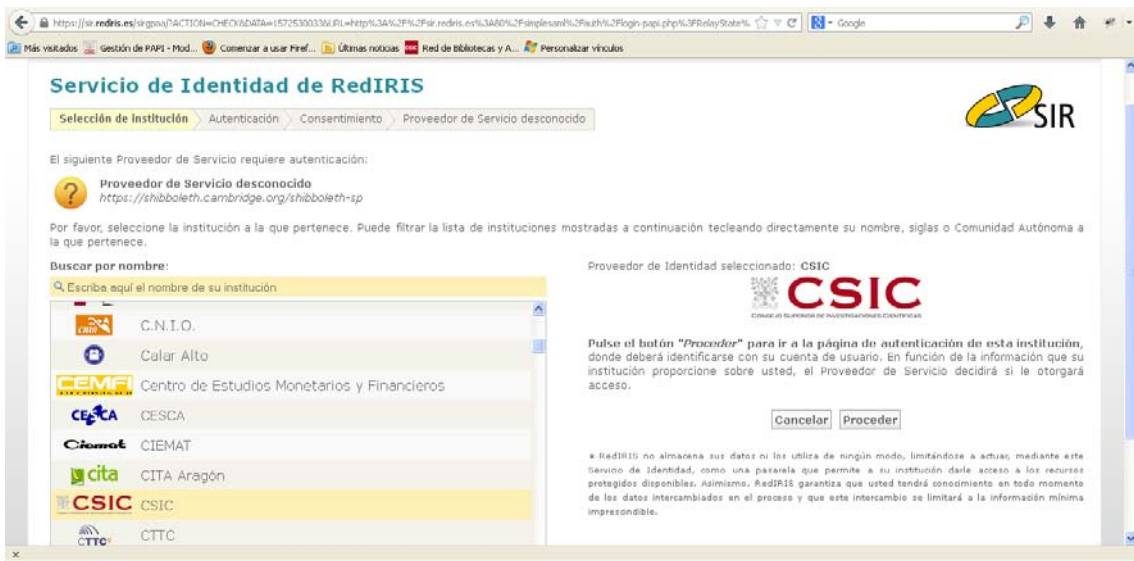 https://sir.rediris.es/sirgpoa/?ACTION=CHECK&DATA=1572530033&URL=http%3A%2F%2Fsir.rediris.es%3A80%2Fsimplesaml%2Fauth%2Flogin-papi.php%3FRelayState%
Google
Más visitados Gestión de PAPI - Mod... Comenzar a usar Firef... Últimas noticias Red de Bibliotecas y A... Personalizar vínculos
Servicio de Identidad de RedIRIS
SIR
Selección de institución Autenticación Consentimiento Proveedor de Servicio desconocido
El siguiente Proveedor de Servicio requiere autenticación:
? Proveedor de Servicio desconocido
https://shibboleth.cambridge.org/shibboleth-sp
Por favor, seleccione la institución a la que pertenece. Puede filtrar la lista de instituciones mostradas a continuación tecleando directamente su nombre, siglas o Comunidad Autónoma a
la que pertenece.
Buscar por nombre:
Escriba aquí el nombre de su institución
cnio C.N.I.O.
Calar Alto
CEMFI Centro de Estudios Monetarios y Financieros
CESCA CESCA
Ciemat CIEMAT
cita CITA Aragón
CSIC CSIC
CTTC CTTC
Proveedor de Identidad seleccionado: CSIC
CSIC
CONSEJO SUPERIOR DE INVESTIGACIONES CIENTÍFICAS
Pulse el botón "Proceder" para ir a la página de autenticación de esta institución,
donde deberá identificarse con su cuenta de usuario. En función de la información que su
institución proporcione sobre usted, el Proveedor de Servicio decidirá si le otorgará
acceso.
Cancelar Proceder
* RedIRIS no almacena sus datos ni los utiliza de ningún modo, limitándose a actuar, mediante este
Servicio de Identidad, como una pasarela que permite a su institución darle acceso a los recursos
protegidos disponibles. Asimismo, RedIRIS garantiza que usted tendrá conocimiento en todo momento
de los datos intercambiados en el proceso y que este intercambio se limitará a la información mínima
imprescindible.